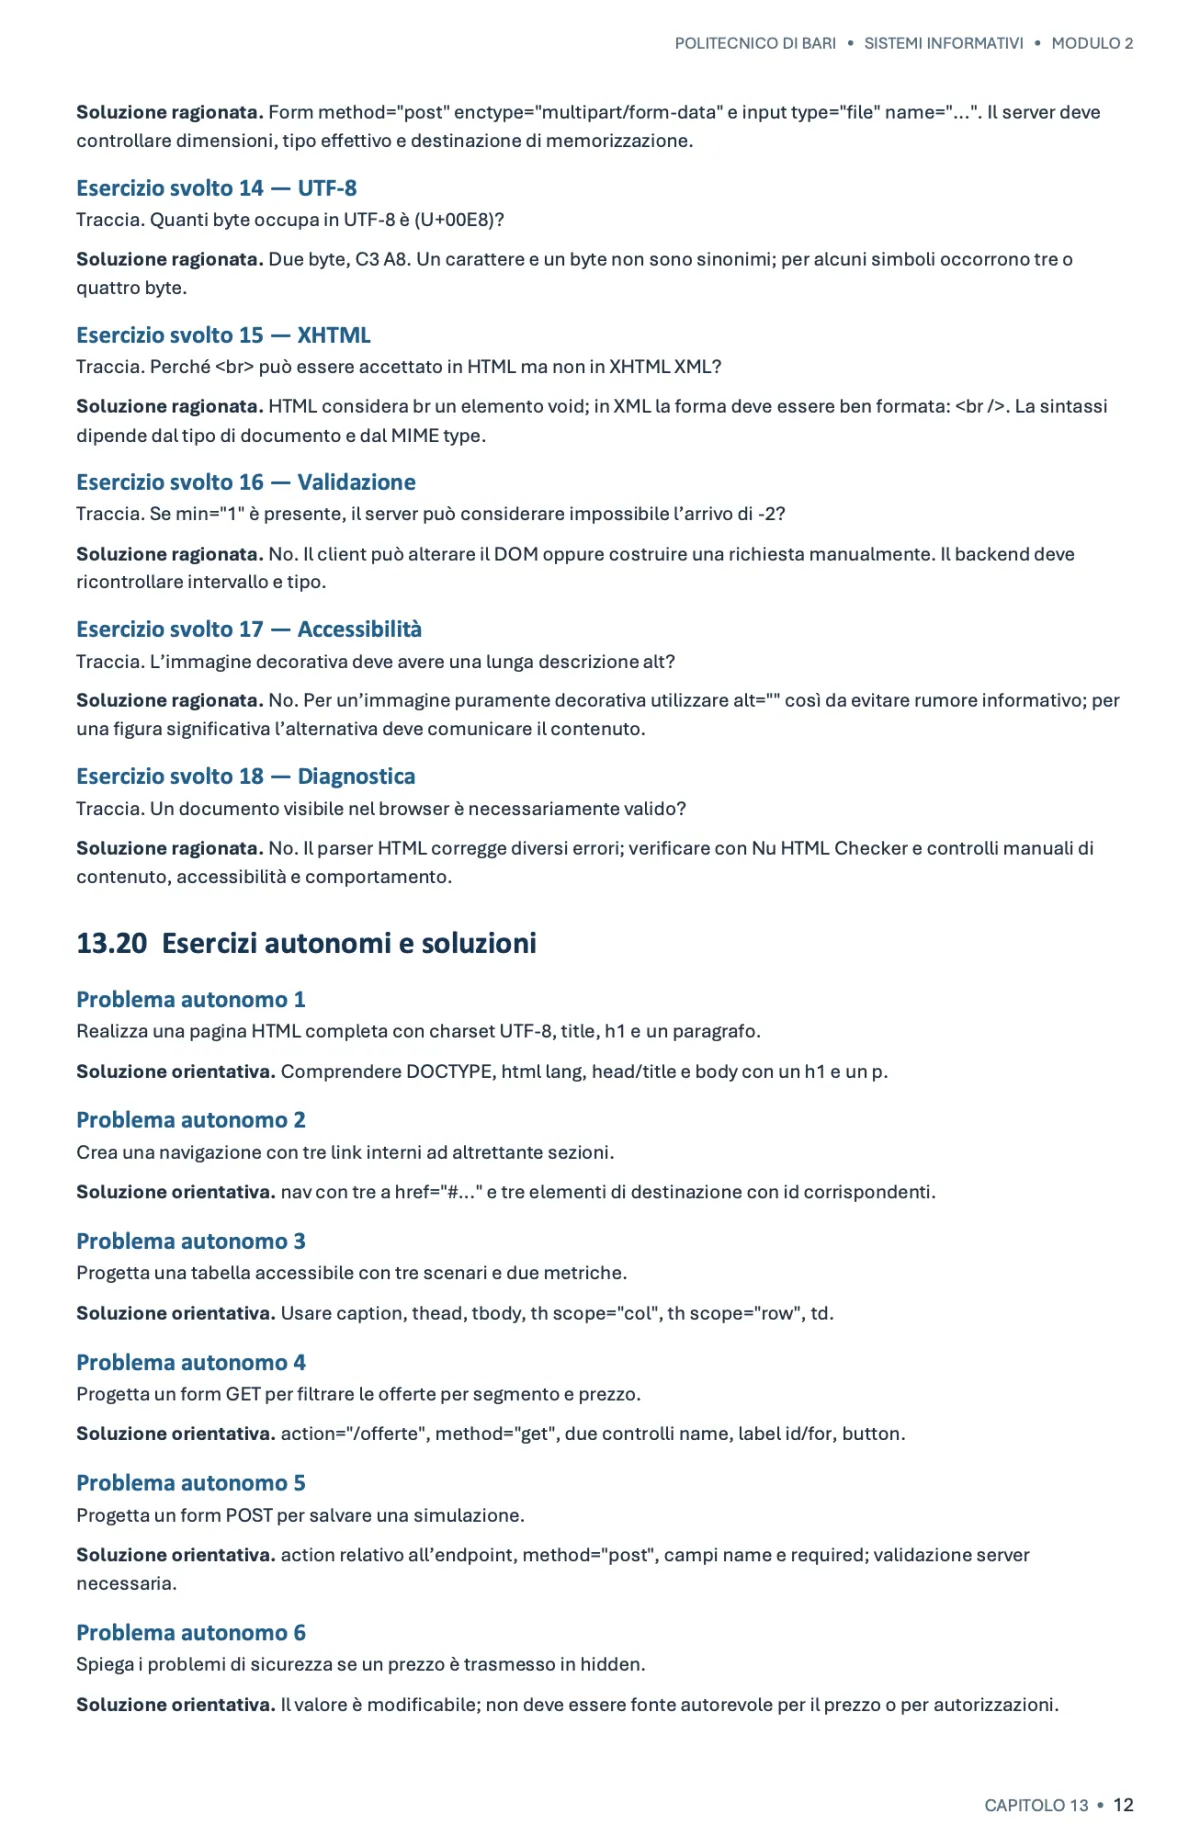 POLITECNICO DI BARI • SISTEMI INFORMATIVI • MODULO 2
Soluzione ragionata. Form method="post" enctype="multipart/form-data" e input type="file" name="...". Il server deve
controllare dimensioni, tipo effettivo e destinazione di memorizzazione.
Esercizio svolto 14 — UTF-8
Traccia. Quanti byte occupa in UTF-8 è (U+00E8)?
Soluzione ragionata. Due byte, C3 A8. Un carattere e un byte non sono sinonimi; per alcuni simboli occorrono tre o
quattro byte.
Esercizio svolto 15 — XHTML
Traccia. Perché <br> può essere accettato in HTML ma non in XHTML XML?
Soluzione ragionata. HTML considera br un elemento void; in XML la forma deve essere ben formata: <br />. La sintassi
dipende dal tipo di documento e dal MIME type.
Esercizio svolto 16 — Validazione
Traccia. Se min="1" è presente, il server può considerare impossibile l’arrivo di -2?
Soluzione ragionata. No. Il client può alterare il DOM oppure costruire una richiesta manualmente. Il backend deve
ricontrollare intervallo e tipo.
Esercizio svolto 17 — Accessibilità
Traccia. L’immagine decorativa deve avere una lunga descrizione alt?
Soluzione ragionata. No. Per un’immagine puramente decorativa utilizzare alt="" così da evitare rumore informativo; per
una figura significativa l’alternativa deve comunicare il contenuto.
Esercizio svolto 18 — Diagnostica
Traccia. Un documento visibile nel browser è necessariamente valido?
Soluzione ragionata. No. Il parser HTML corregge diversi errori; verificare con Nu HTML Checker e controlli manuali di
contenuto, accessibilità e comportamento.
13.20 Esercizi autonomi e soluzioni
Problema autonomo 1
Realizza una pagina HTML completa con charset UTF-8, title, h1 e un paragrafo.
Soluzione orientativa. Comprendere DOCTYPE, html lang, head/title e body con un h1 e un p.
Problema autonomo 2
Crea una navigazione con tre link interni ad altrettante sezioni.
Soluzione orientativa. nav con tre a href="#..." e tre elementi di destinazione con id corrispondenti.
Problema autonomo 3
Progetta una tabella accessibile con tre scenari e due metriche.
Soluzione orientativa. Usare caption, thead, tbody, th scope="col", th scope="row", td.
Problema autonomo 4
Progetta un form GET per filtrare le offerte per segmento e prezzo.
Soluzione orientativa. action="/offerte", method="get", due controlli name, label id/for, button.
Problema autonomo 5
Progetta un form POST per salvare una simulazione.
Soluzione orientativa. action relativo all’endpoint, method="post", campi name e required; validazione server
necessaria.
Problema autonomo 6
Spiega i problemi di sicurezza se un prezzo è trasmesso in hidden.
Soluzione orientativa. Il valore è modificabile; non deve essere fonte autorevole per il prezzo o per autorizzazioni.
CAPITOLO 13 • 12